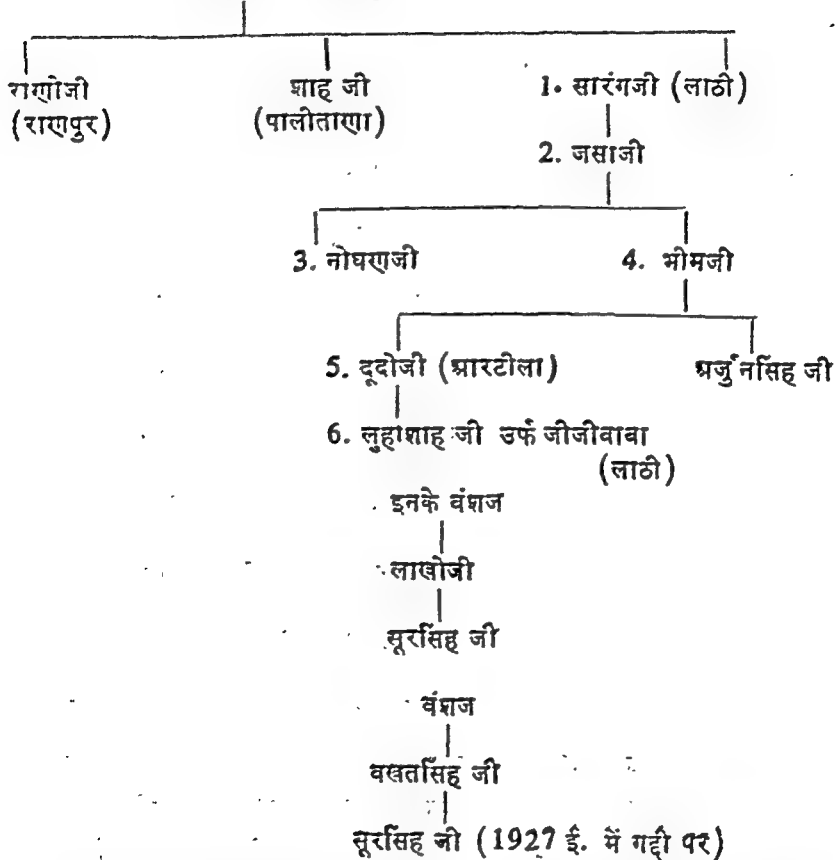 राणोजी शाह जी 1. सारंगजी (लाठी)
(राणपुर) (पालीताणा)
2. जसाजी
3. नोघणजी 4. भीमजी
5. दूदोजी (आरटीला) अर्जुनसिंह जी
6. लुहाशाह जी उर्फ जीजीबाबा
(लाठी)
इनके वंशज
लाखोजी
सूरसिंह जी
वंशज
वखतसिंह जी
सूरसिंह जी (1927 ई. में गद्दी पर)